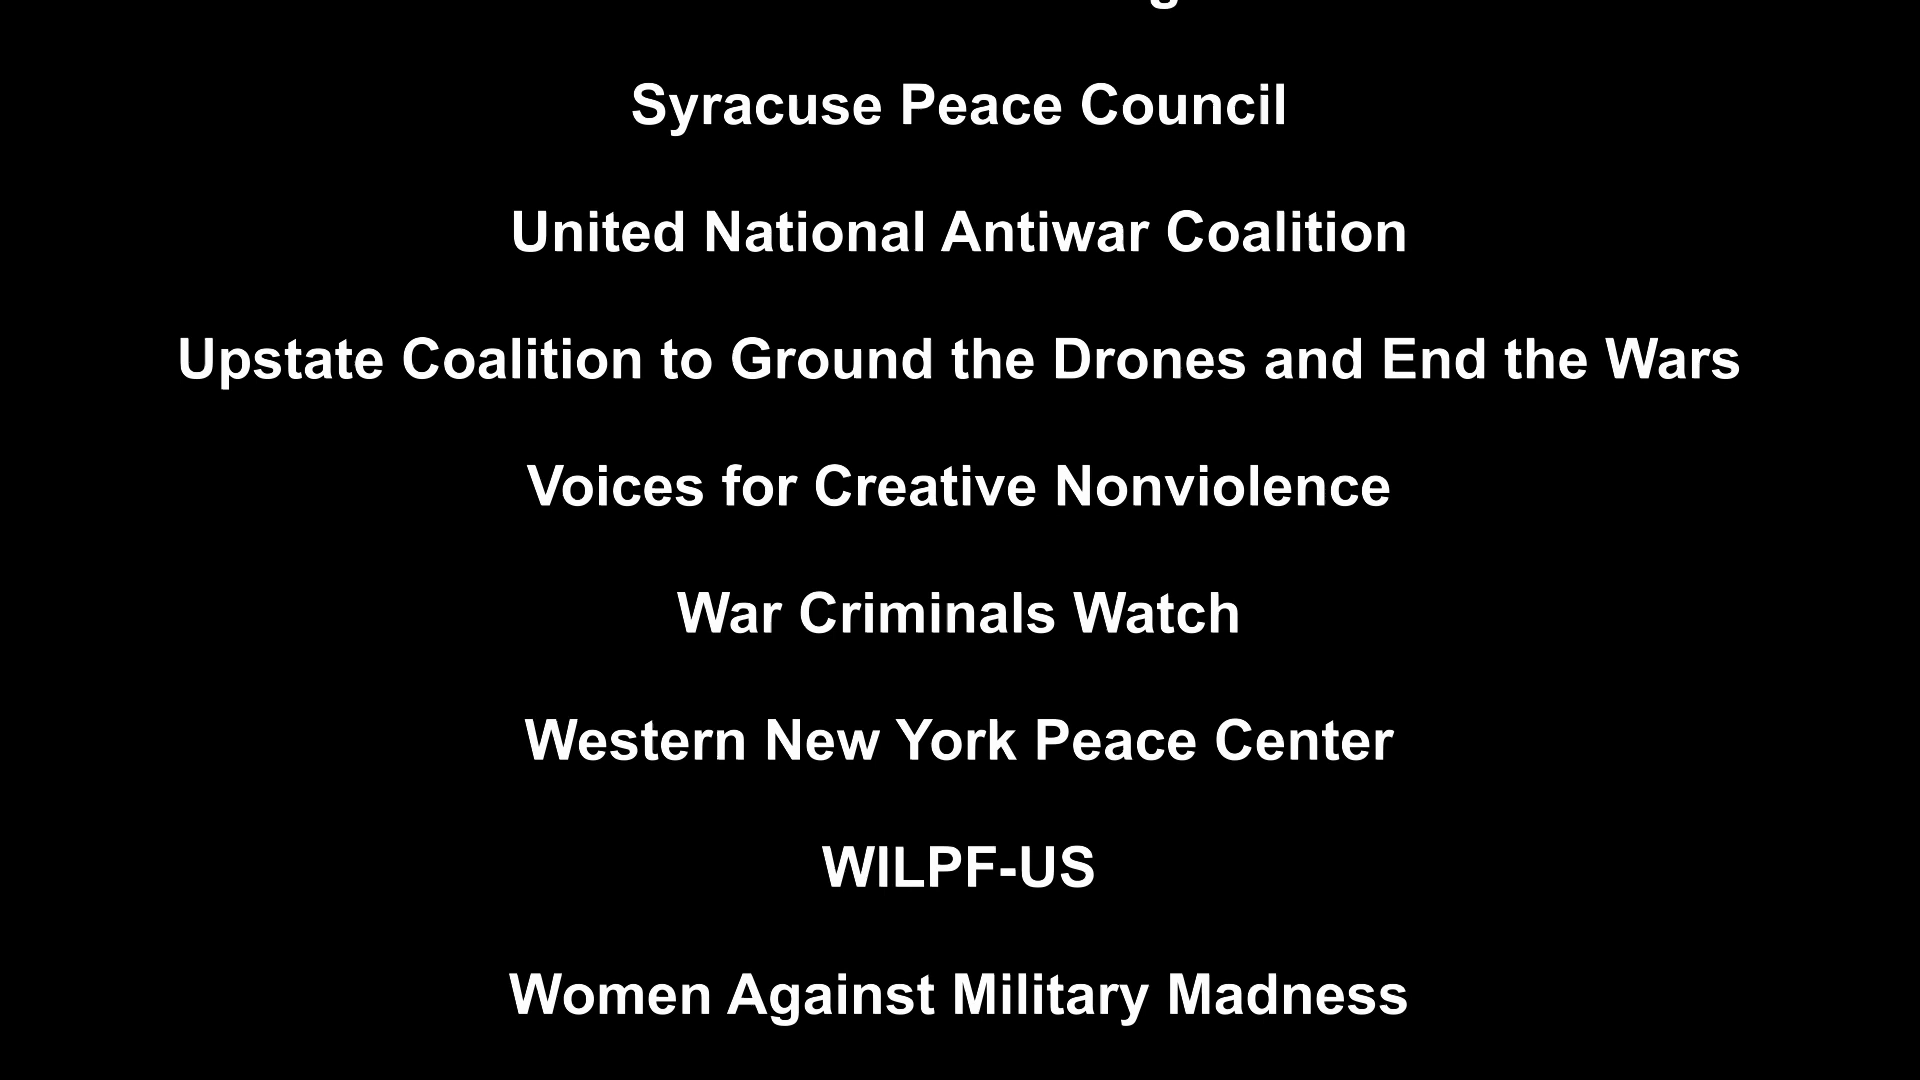 Syracuse Peace Council
United National Antiwar Coalition
Upstate Coalition to Ground the Drones and End the Wars
Voices for Creative Nonviolence
War Criminals Watch
Western New York Peace Center
WILPF-US
Women Against Military Madness